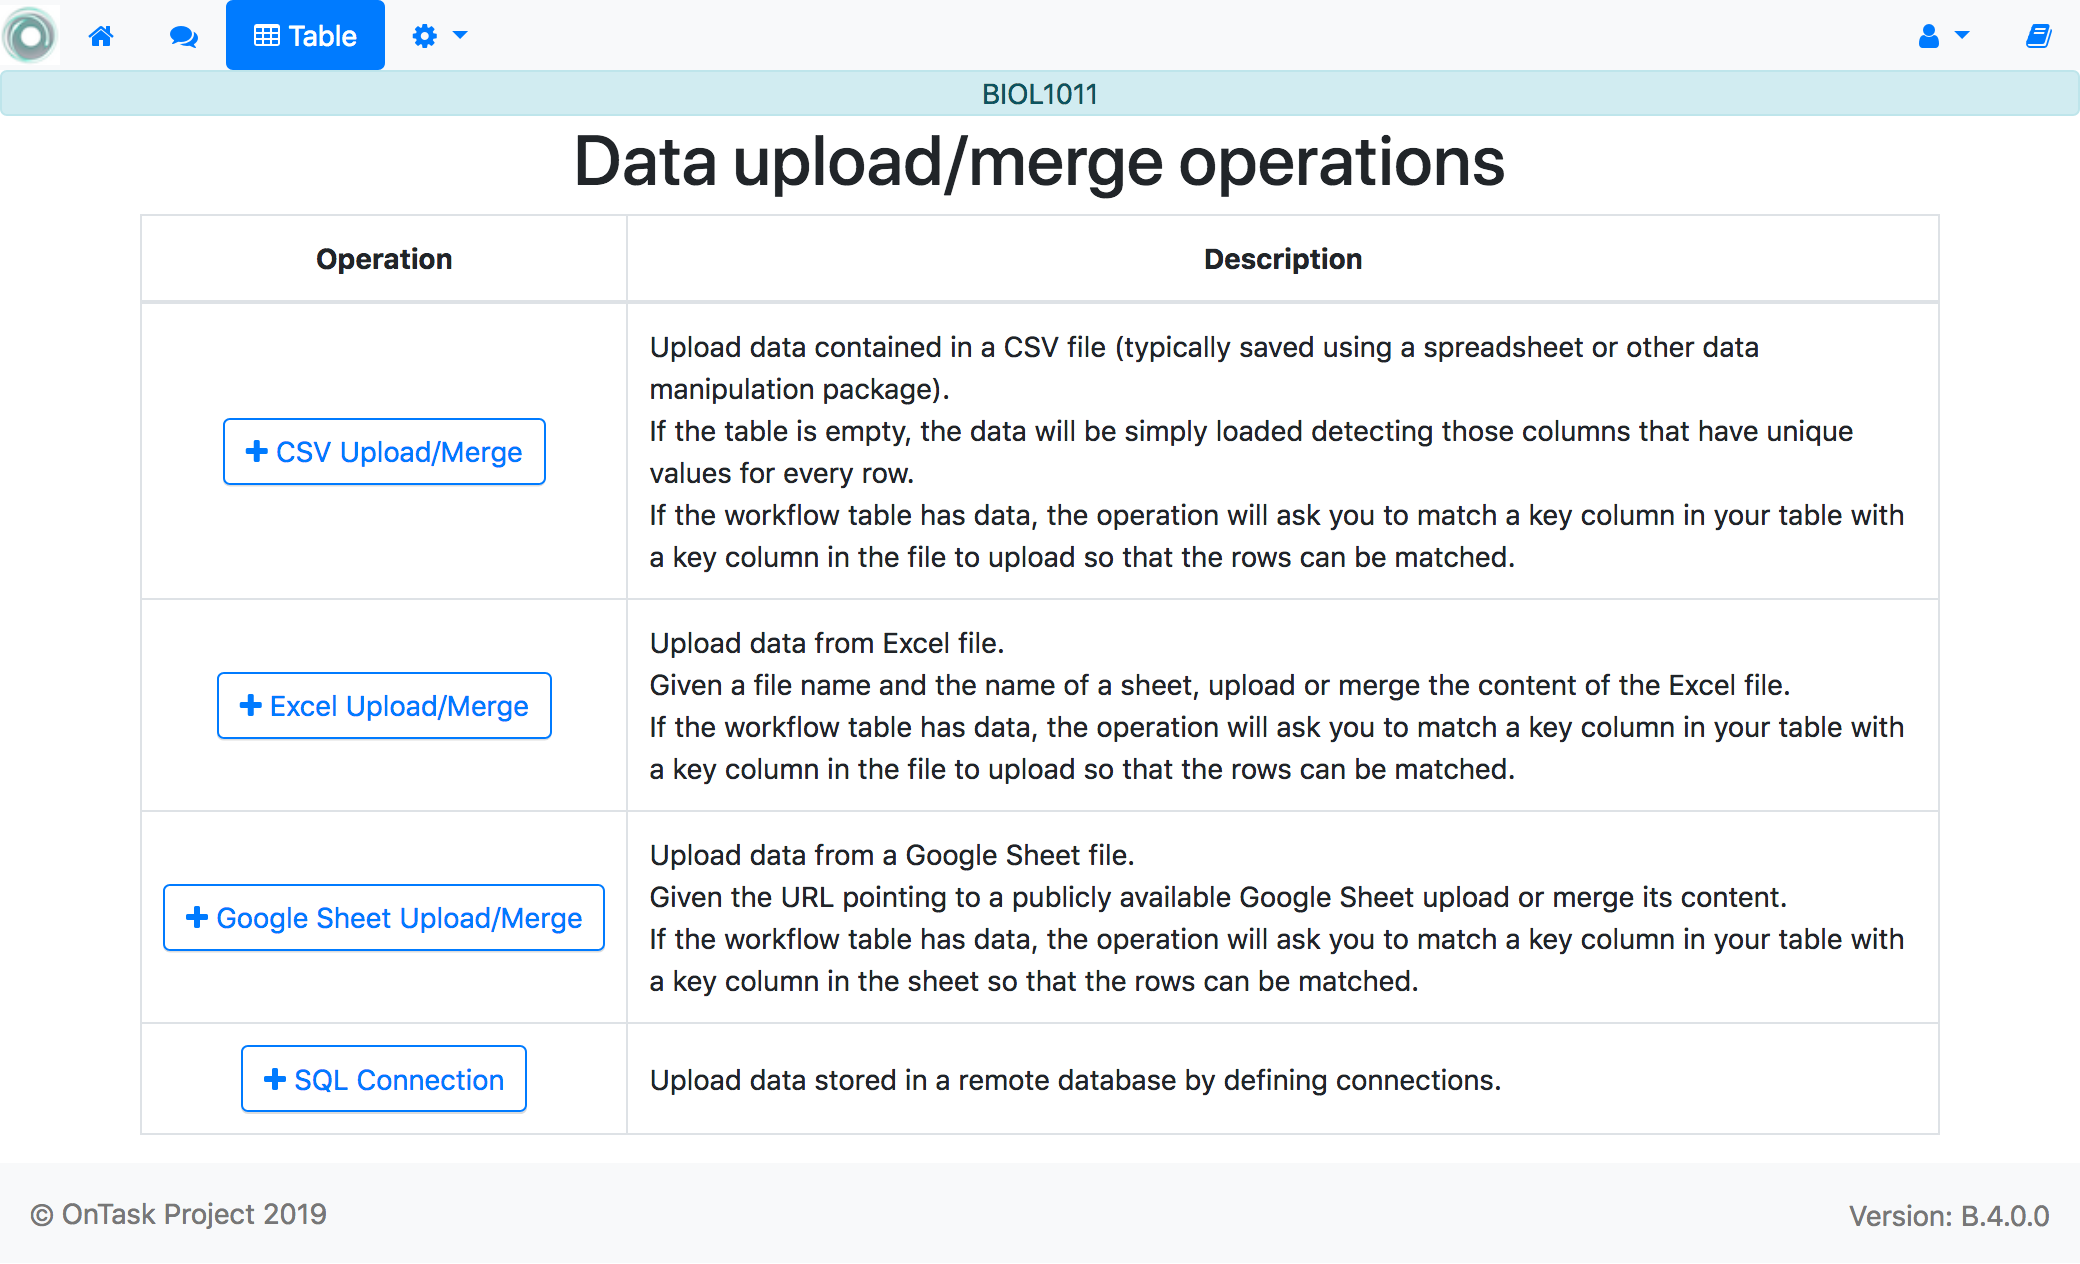 Table
BIOL1011
Data upload/merge operations
Operation
Description
CSV Upload/Merge
Upload data contained in a CSV file (typically saved using a spreadsheet or other data
manipulation package).
If the table is empty, the data will be simply loaded detecting those columns that have unique
values for every row.
If the workflow table has data, the operation will ask you to match a key column in your table with
a key column in the file to upload so that the rows can be matched.
Excel Upload/Merge
Upload data from Excel file.
Given a file name and the name of a sheet, upload or merge the content of the Excel file.
If the workflow table has data, the operation will ask you to match a key column in your table with
a key column in the file to upload so that the rows can be matched.
Google Sheet Upload/Merge
Upload data from a Google Sheet file.
Given the URL pointing to a publicly available Google Sheet upload or merge its content.
If the workflow table has data, the operation will ask you to match a key column in your table with
a key column in the sheet so that the rows can be matched.
SQL Connection
Upload data stored in a remote database by defining connections.
© OnTask Project 2019
Version: B.4.0.0